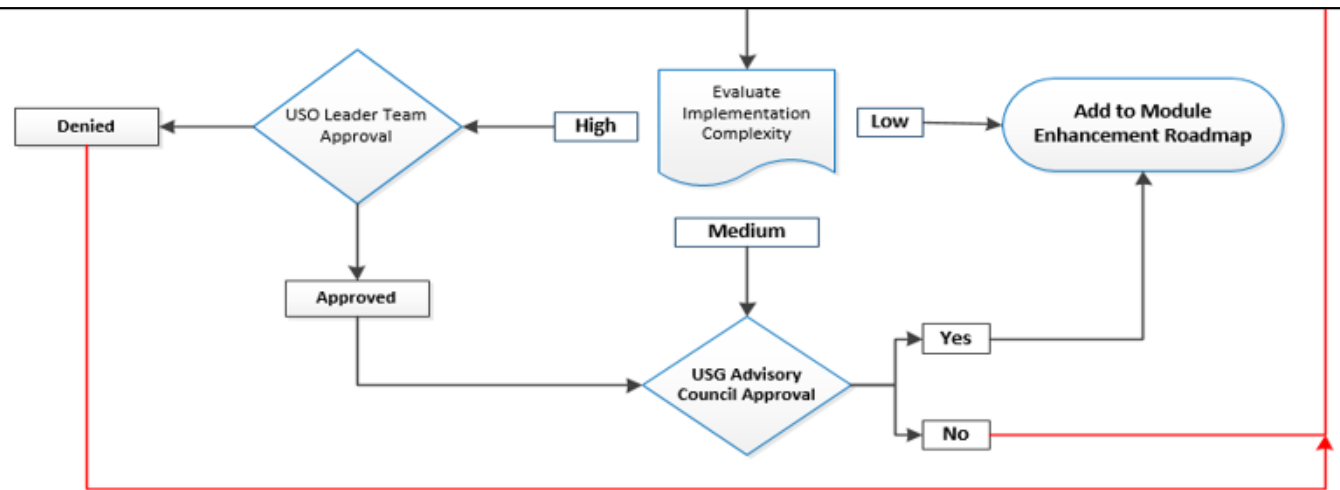 Denied
USO Leader Team
Approval
High
Evaluate
Implementation
Complexity
Low
Add to Module
Enhancement Roadmap
Medium
Approved
USG Advisory
Council Approval
Yes
No